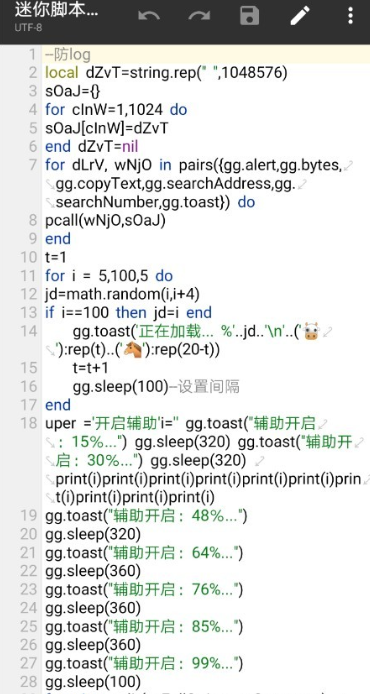 迷你脚本...
UTF-8
1 --防log
2 local dZvT=string.rep(" ",1048576)
3 sOaJ={}
4 for cInW=1,1024 do
5 sOaJ[cInW]=dZvT
6 end dZvT=nil
7 for dLrV, wNjO in pairs({gg.alert,gg.bytes,
gg.copyText,gg.searchAddress,gg.
searchNumber,gg.toast}) do
8 pcall(wNjO,sOaJ)
9 end
10 t=1
11 for i = 5,100,5 do
12 jd=math.random(i,i+4)
13 if i==100 then jd=i end
14 gg.toast('正在加载... %'..jd..'\n'..('🐮
'):rep(t)..('🐴'):rep(20-t))
15 t=t+1
16 gg.sleep(100)--设置间隔
17 end
18 uper ='开启辅助'i='' gg.toast("辅助开启
：15%...") gg.sleep(320) gg.toast("辅助开
启：30%...") gg.sleep(320)
print(i)print(i)print(i)print(i)print(i)print(i)print(i)prin
t(i)print(i)print(i)print(i)
19 gg.toast("辅助开启：48%...")
20 gg.sleep(320)
21 gg.toast("辅助开启：64%...")
22 gg.sleep(360)
23 gg.toast("辅助开启：76%...")
24 gg.sleep(360)
25 gg.toast("辅助开启：85%...")
26 gg.sleep(360)
27 gg.toast("辅助开启：99%...")
28 gg.sleep(100)